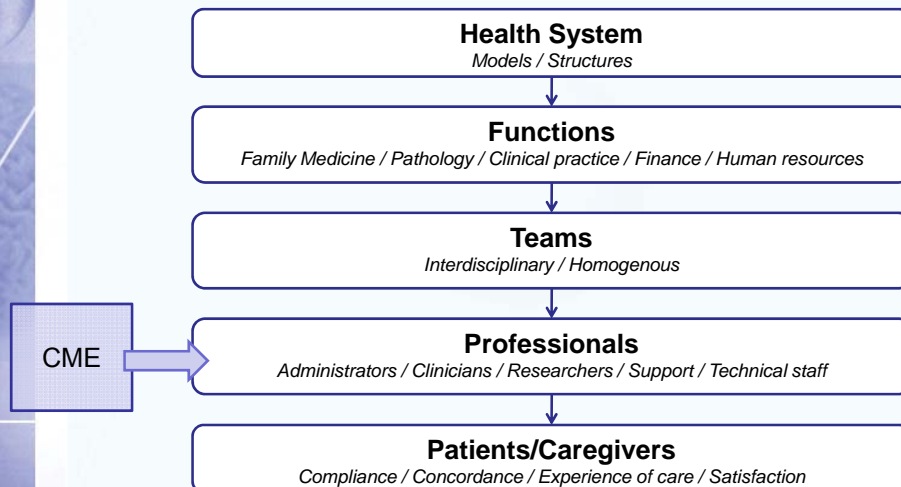 Health System
Models / Structures
Functions
Family Medicine / Pathology / Clinical practice / Finance / Human resources
Teams
Interdisciplinary / Homogenous
CME
Professionals
Administrators / Clinicians / Researchers / Support / Technical staff
Patients/Caregivers
Compliance / Concordance / Experience of care / Satisfaction